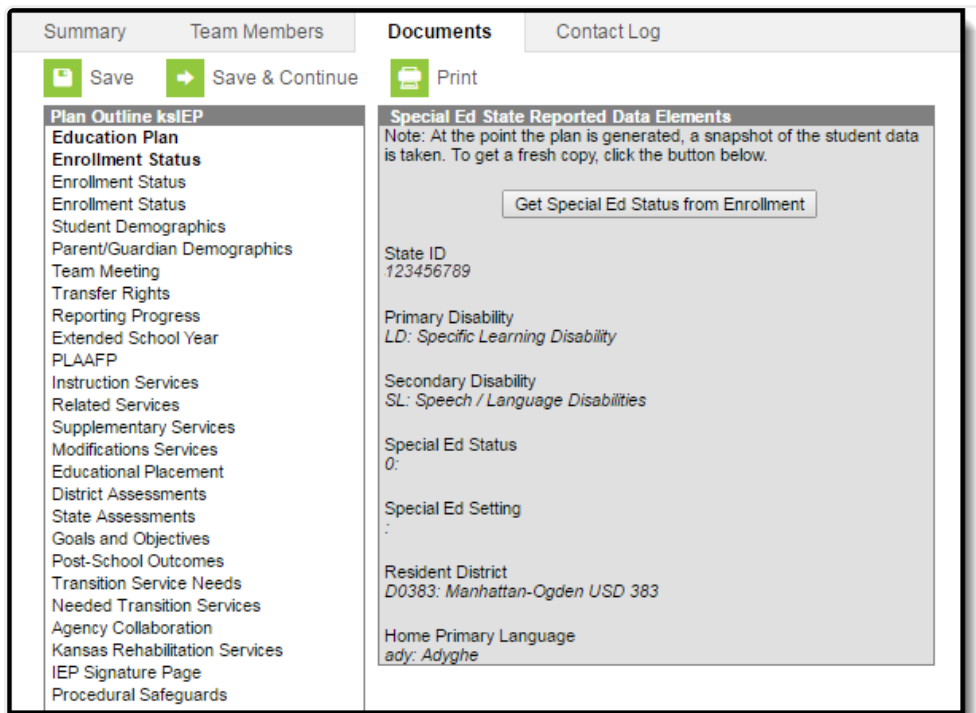 Summary Team Members Documents Contact Log
Save Save & Continue Print
Plan Outline ksIEP
Education Plan
Enrollment Status
Enrollment Status
Enrollment Status
Student Demographics
Parent/Guardian Demographics
Team Meeting
Transfer Rights
Reporting Progress
Extended School Year
PLAAFP
Instruction Services
Related Services
Supplementary Services
Modifications Services
Educational Placement
District Assessments
State Assessments
Goals and Objectives
Post-School Outcomes
Transition Service Needs
Needed Transition Services
Agency Collaboration
Kansas Rehabilitation Services
IEP Signature Page
Procedural Safeguards
Special Ed State Reported Data Elements
Note: At the point the plan is generated, a snapshot of the student data
is taken. To get a fresh copy, click the button below.
Get Special Ed Status from Enrollment
State ID
123456789
Primary Disability
LD: Specific Learning Disability
Secondary Disability
SL: Speech / Language Disabilities
Special Ed Status
0:
Special Ed Setting
:
Resident District
D0383: Manhattan-Ogden USD 383
Home Primary Language
ady: Adyghe